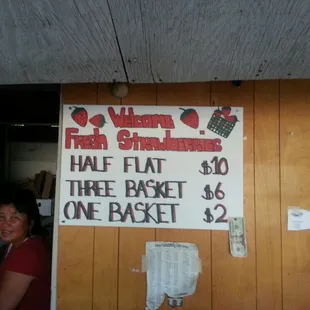 Welcome
Fresh Strawberries
HALF FLAT $10
THREE BASKET $6
ONE BASKET $2